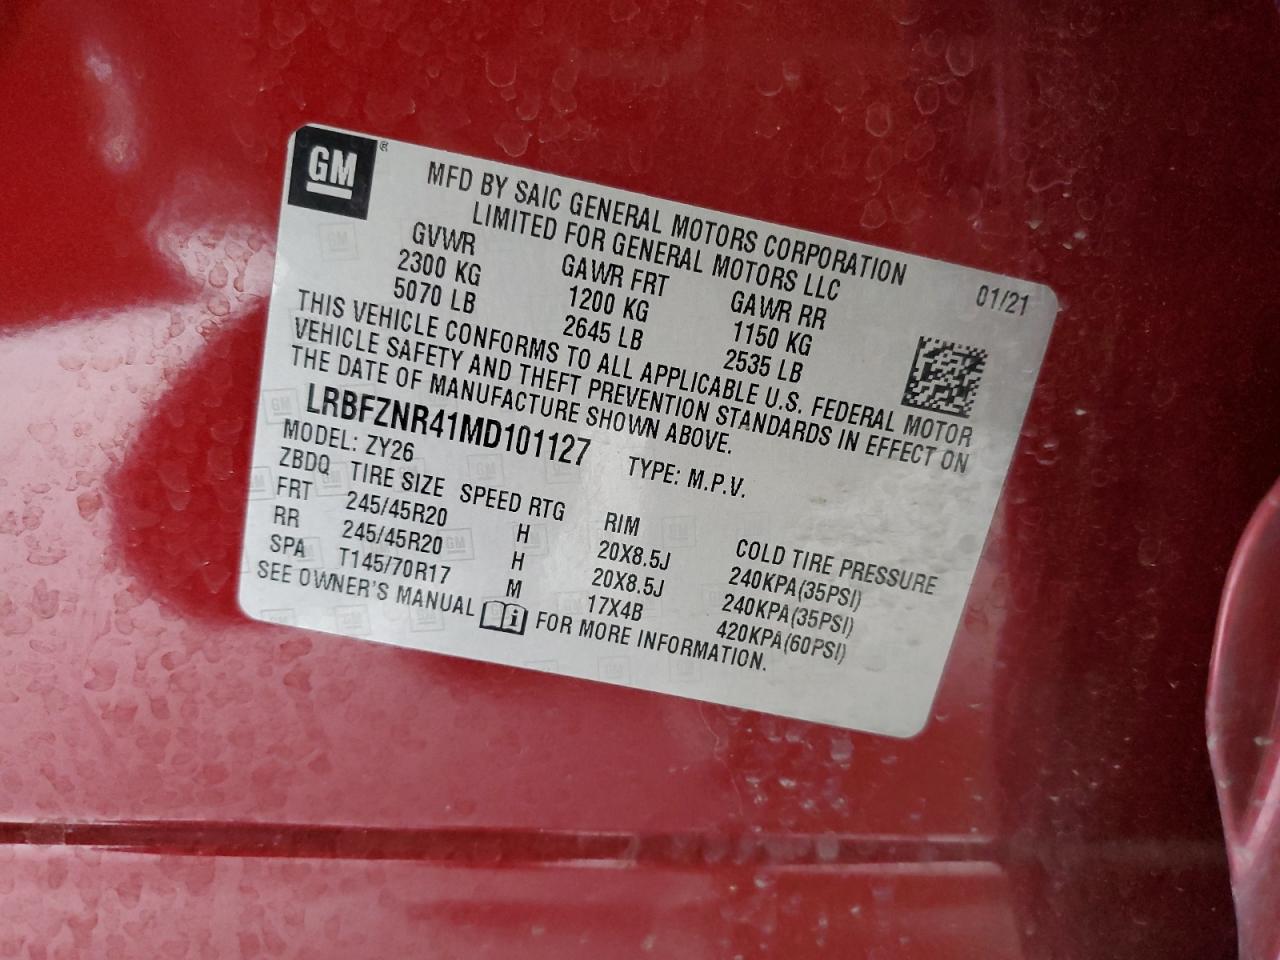 GM ®
MFD BY SAIC GENERAL MOTORS CORPORATION
LIMITED FOR GENERAL MOTORS LLC
01/21
GVWR GAWR FRT GAWR RR
2300 KG 1200 KG 1150 KG
5070 LB 2645 LB 2535 LB
THIS VEHICLE CONFORMS TO ALL APPLICABLE U.S. FEDERAL MOTOR
VEHICLE SAFETY AND THEFT PREVENTION STANDARDS IN EFFECT ON
THE DATE OF MANUFACTURE SHOWN ABOVE.
LRBFZNR41MD101127 TYPE: M.P.V.
MODEL: ZY26
ZBDQ TIRE SIZE SPEED RTG RIM COLD TIRE PRESSURE
FRT 245/45R20 H 20X8.5J 240KPA(35PSI)
RR 245/45R20 H 20X8.5J 240KPA(35PSI)
SPA T145/70R17 M 17X4B 420KPA(60PSI)
SEE OWNER'S MANUAL i FOR MORE INFORMATION.